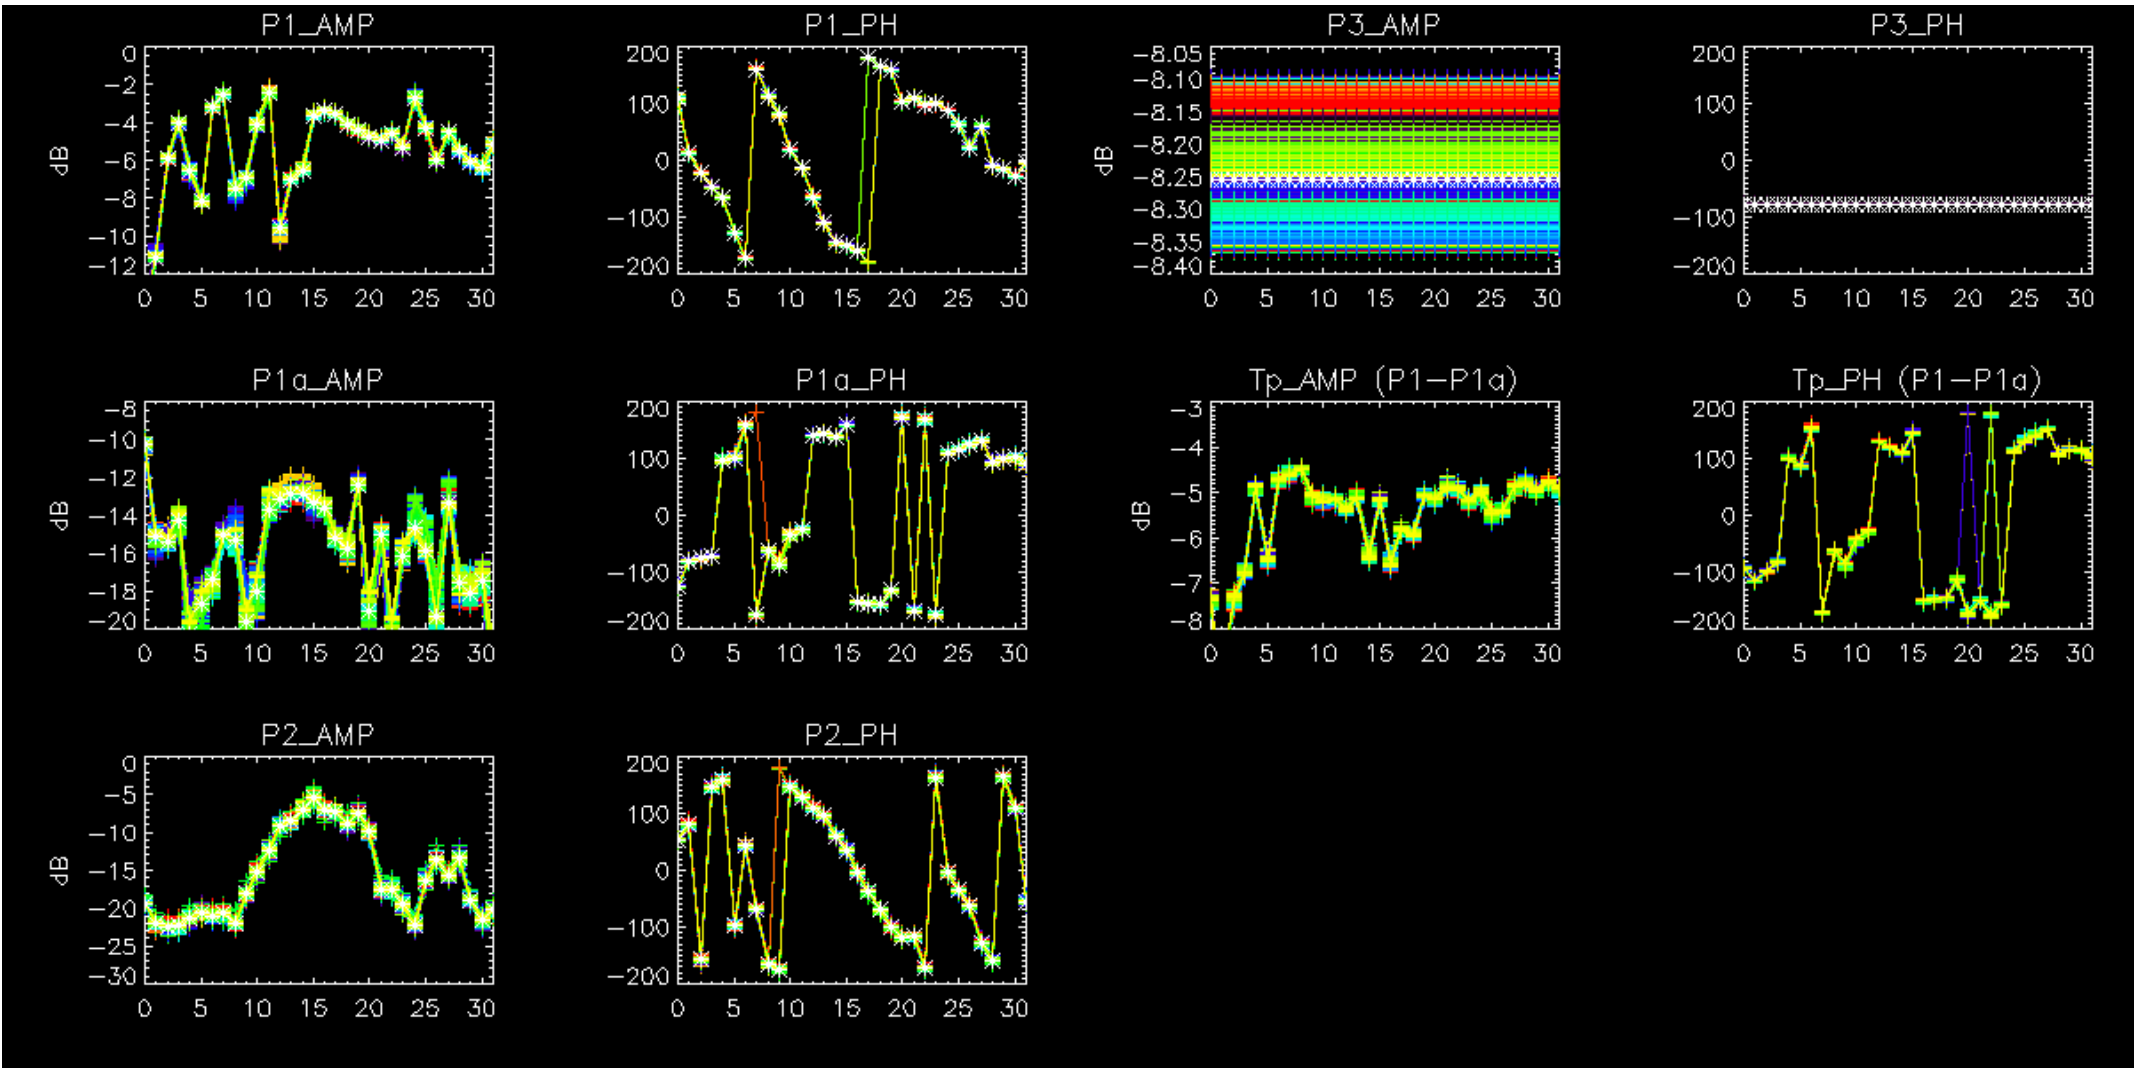 P1_AMP
0
−2
−4
−6
−8
−10
−12
dB
0 5 10 15 20 25 30
P1_PH
200
100
0
−100
−200
0 5 10 15 20 25 30
P3_AMP
−8.05
−8.10
−8.15
−8.20
−8.25
−8.30
−8.35
−8.40
dB
0 5 10 15 20 25 30
P3_PH
200
100
0
−100
−200
0 5 10 15 20 25 30
P1a_AMP
−8
−10
−12
−14
−16
−18
−20
dB
0 5 10 15 20 25 30
P1a_PH
200
100
0
−100
−200
0 5 10 15 20 25 30
Tp_AMP (P1−P1a)
−3
−4
−5
−6
−7
−8
dB
0 5 10 15 20 25 30
Tp_PH (P1−P1a)
200
100
0
−100
−200
0 5 10 15 20 25 30
P2_AMP
0
−5
−10
−15
−20
−25
−30
dB
0 5 10 15 20 25 30
P2_PH
200
100
0
−100
−200
0 5 10 15 20 25 30